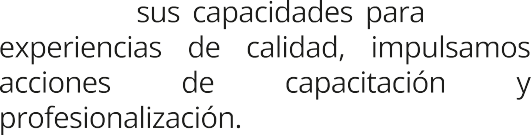 sus capacidades para
experiencias de calidad, impulsamos
acciones de capacitación y
profesionalización.